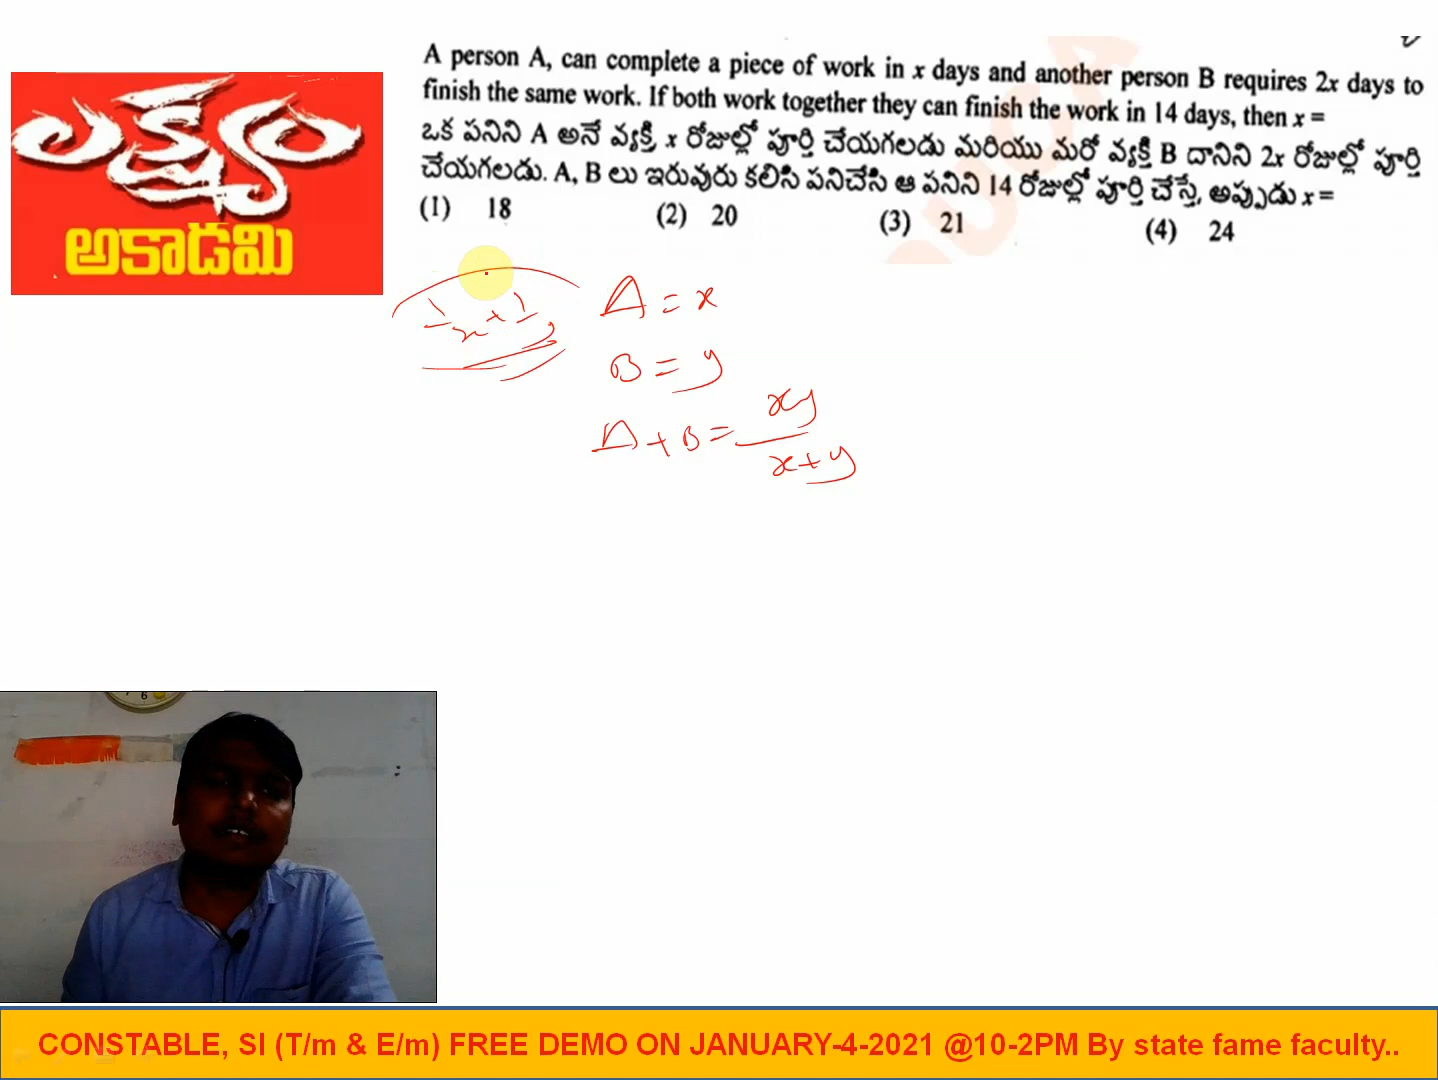 లక్ష్యం
అకాడమి
A person A, can complete a piece of work in x days and another person B requires 2x days to
finish the same work. If both work together they can finish the work in 14 days, then x =
ఒక పనిని A అనే వ్యక్తి, x రోజుల్లో పూర్తి చేయగలడు మరియు మరో వ్యక్తి B దానిని 2x రోజుల్లో పూర్తి
చేయగలడు. A, B లు ఇరువురు కలిసి పనిచేసి ఆ పనిని 14 రోజుల్లో పూర్తి చేస్తే, అప్పుడు x =
(1) 18 (2) 20 (3) 21 (4) 24
1/x + 1/y
A = x
B = y
A + B = xy/x+y
CONSTABLE, SI (T/m & E/m) FREE DEMO ON JANUARY-4-2021 @10-2PM By state fame faculty..